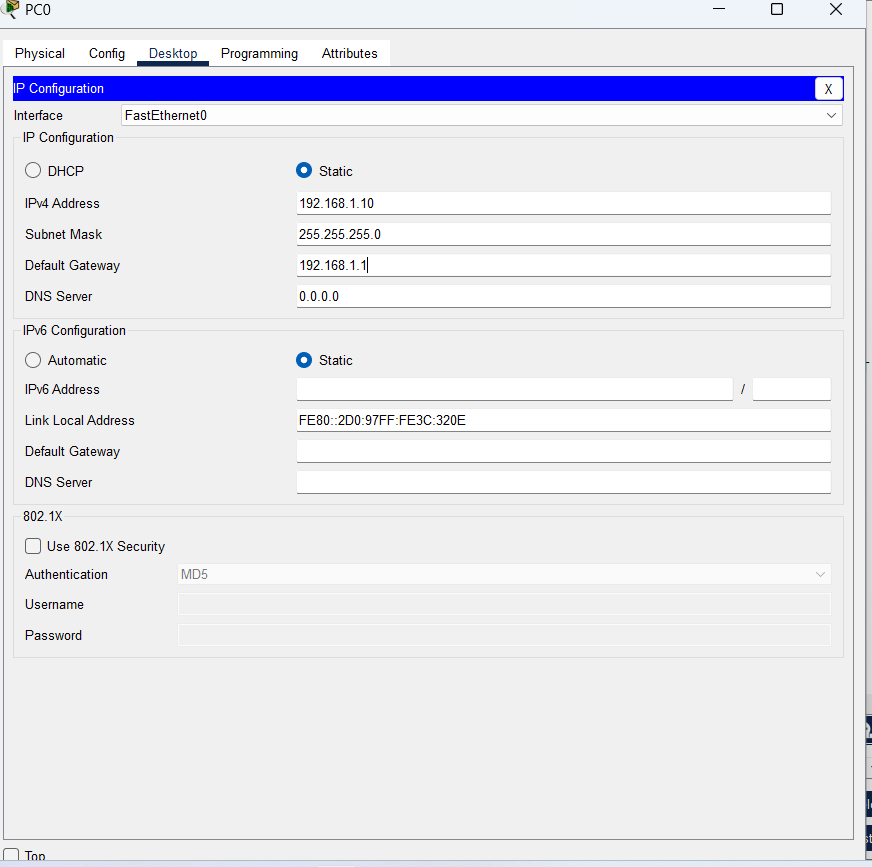 PC0
Physical Config Desktop Programming Attributes
IP Configuration X
Interface FastEthernet0
IP Configuration
DHCP Static
IPv4 Address 192.168.1.10
Subnet Mask 255.255.255.0
Default Gateway 192.168.1.1
DNS Server 0.0.0.0
IPv6 Configuration
Automatic Static
IPv6 Address /
Link Local Address FE80::2D0:97FF:FE3C:320E
Default Gateway
DNS Server
802.1X
Use 802.1X Security
Authentication MD5
Username
Password
Top